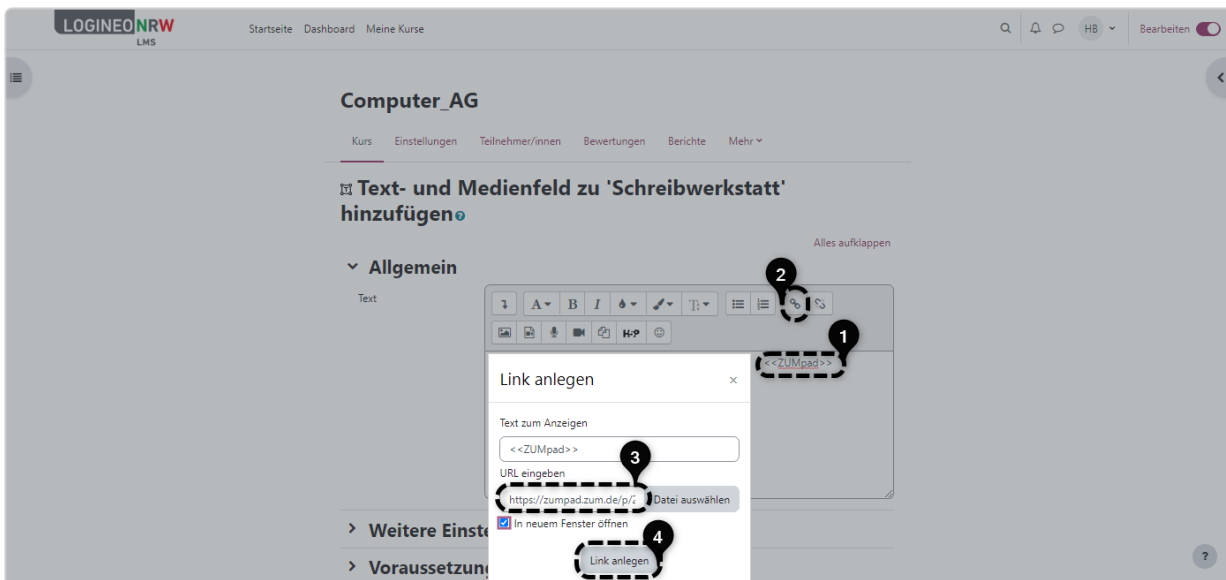 LOGINEO NRW
LMS
Startseite Dashboard Meine Kurse
HB
Bearbeiten
Computer_AG
Kurs Einstellungen Teilnehmer/innen Bewertungen Berichte Mehr
Text- und Medienfeld zu 'Schreibwerkstatt'
hinzufügen
Alles aufklappen
Allgemein
2
Text
A B I T
H-P
1
<<ZUMpad>>
Link anlegen ×
Text zum Anzeigen
<<ZUMpad>>
3
URL eingeben
https://zumpad.zum.de/p/ Datei auswählen
In neuem Fenster öffnen
4
Weitere Einste
Link anlegen
Voraussetzun
?